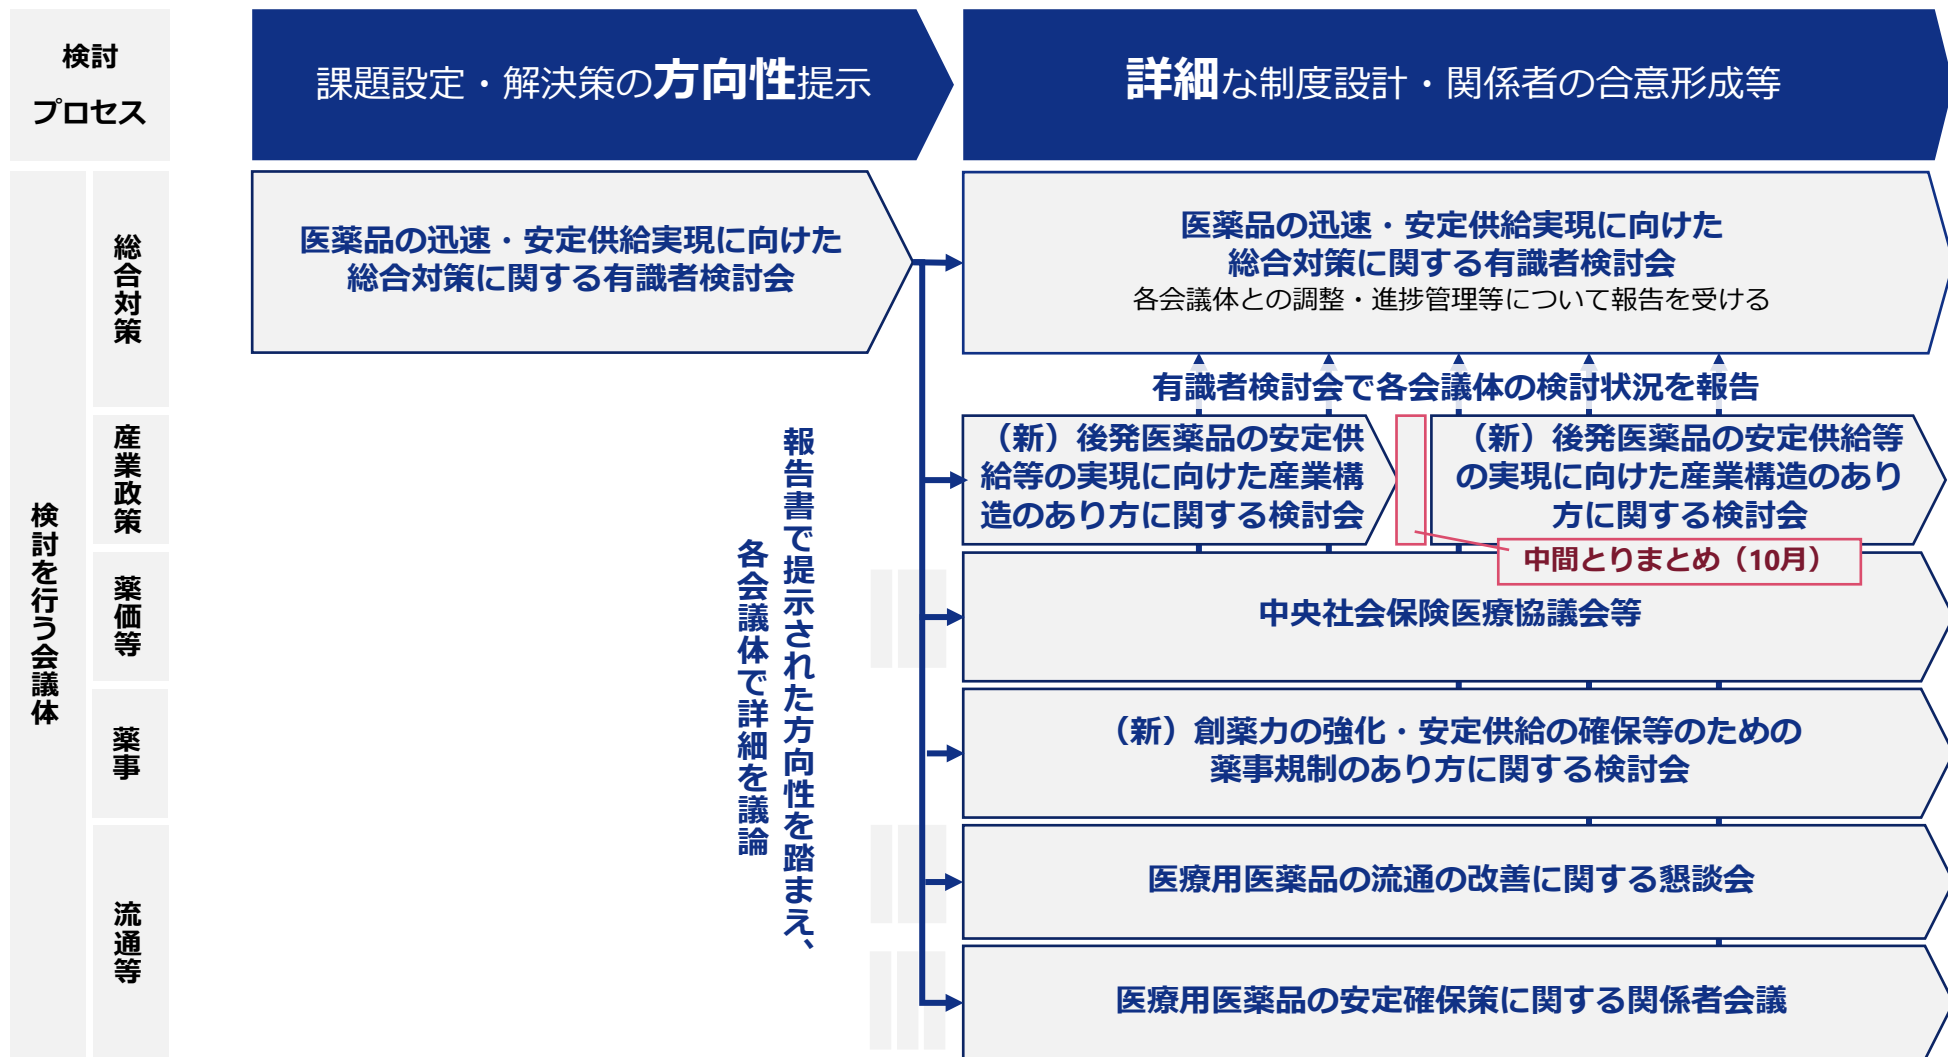 検討
プロセス
課題設定・解決策の方向性提示
詳細な制度設計・関係者の合意形成等
検討を行う会議体
総合対策
医薬品の迅速・安定供給実現に向けた
総合対策に関する有識者検討会
医薬品の迅速・安定供給実現に向けた
総合対策に関する有識者検討会
各会議体との調整・進捗管理等について報告を受ける
有識者検討会で各会議体の検討状況を報告
報告書で提示された方向性を踏まえ、
各会議体で詳細を議論
産業政策
（新）後発医薬品の安定供
給等の実現に向けた産業構
造のあり方に関する検討会
（新）後発医薬品の安定供給等
の実現に向けた産業構造のあり
方に関する検討会
中間とりまとめ（10月）
薬価等
中央社会保険医療協議会等
薬事
（新）創薬力の強化・安定供給の確保等のための
薬事規制のあり方に関する検討会
流通等
医療用医薬品の流通の改善に関する懇談会
医療用医薬品の安定確保策に関する関係者会議